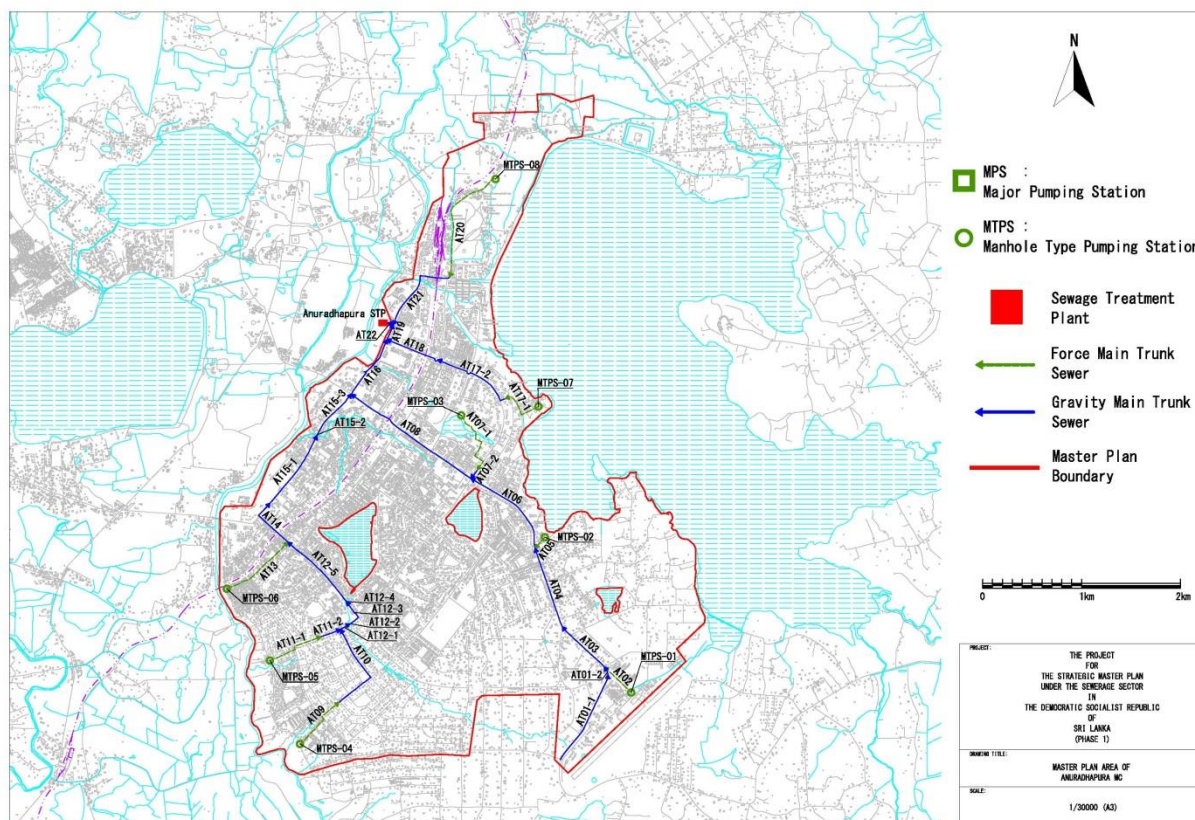 MTPS-08
AT20
AT21
Anuradhapura STP
AT22
AT19
AT18
AT17-2
AT16
AT17-1
MTPS-07
MTPS-03
AT07-1
AT15-3
AT15-2
AT08
AT07-2
AT15-1
AT06
AT14
MTPS-02
AT05
AT13
AT12-5
AT04
MTPS-06
AT12-4
AT12-3
AT12-2
AT12-1
AT11-1
AT11-2
AT03
AT10
MTPS-05
MTPS-01
AT01-2
AT02
AT09
AT01-1
MTPS-04
N
MPS :
Major Pumping Station
MTPS :
Manhole Type Pumping Station
Sewage Treatment
Plant
Force Main Trunk
Sewer
Gravity Main Trunk
Sewer
Master Plan
Boundary
0 1km 2km
PROJECT:
THE PROJECT
FOR
THE STRATEGIC MASTER PLAN
UNDER THE SEWERAGE SECTOR
IN
THE DEMOCRATIC SOCIALIST REPUBLIC
OF
SRI LANKA
(PHASE 1)
DRAWING TITLE:
MASTER PLAN AREA OF
ANURADHAPURA MC
SCALE:
1/30000 (A3)